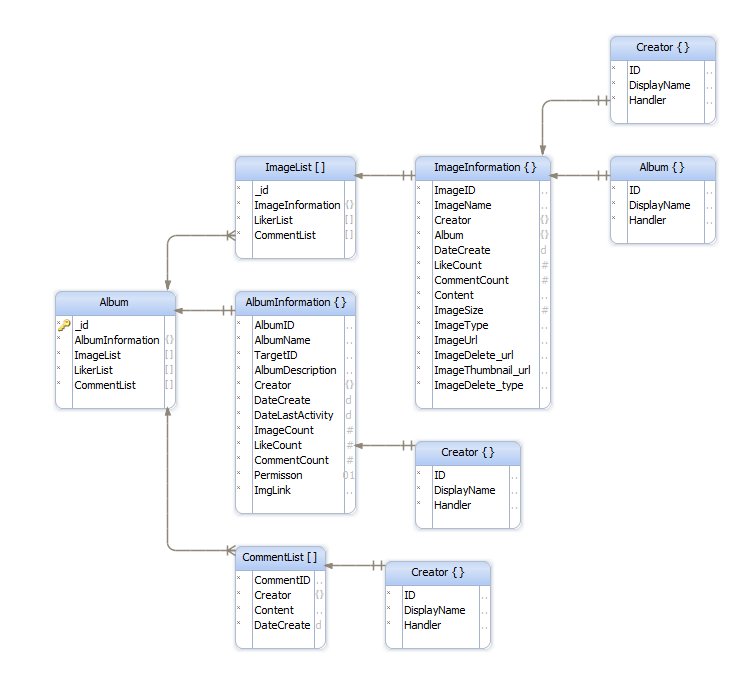 Creator {}
ID
DisplayName
Handler
ImageList []
_id
ImageInformation {}
LikerList []
CommentList []
ImageInformation {}
ImageID ..
ImageName ..
Creator {}
Album {}
DateCreate d
LikeCount #
CommentCount #
Content ..
ImageSize #
ImageType ..
ImageUrl ..
ImageDelete_url ..
ImageThumbnail_url ..
ImageDelete_type ..
Album {}
ID ..
DisplayName ..
Handler ..
Album
_id
AlbumInformation {}
ImageList []
LikerList []
CommentList []
AlbumInformation {}
AlbumID ..
AlbumName ..
TargetID ..
AlbumDescription ..
Creator {}
DateCreate d
DateLastActivity d
ImageCount #
LikeCount #
CommentCount #
Permisson 01
ImgLink ..
Creator {}
ID ..
DisplayName ..
Handler ..
CommentList []
CommentID ..
Creator {}
Content ..
DateCreate d
Creator {}
ID ..
DisplayName ..
Handler ..